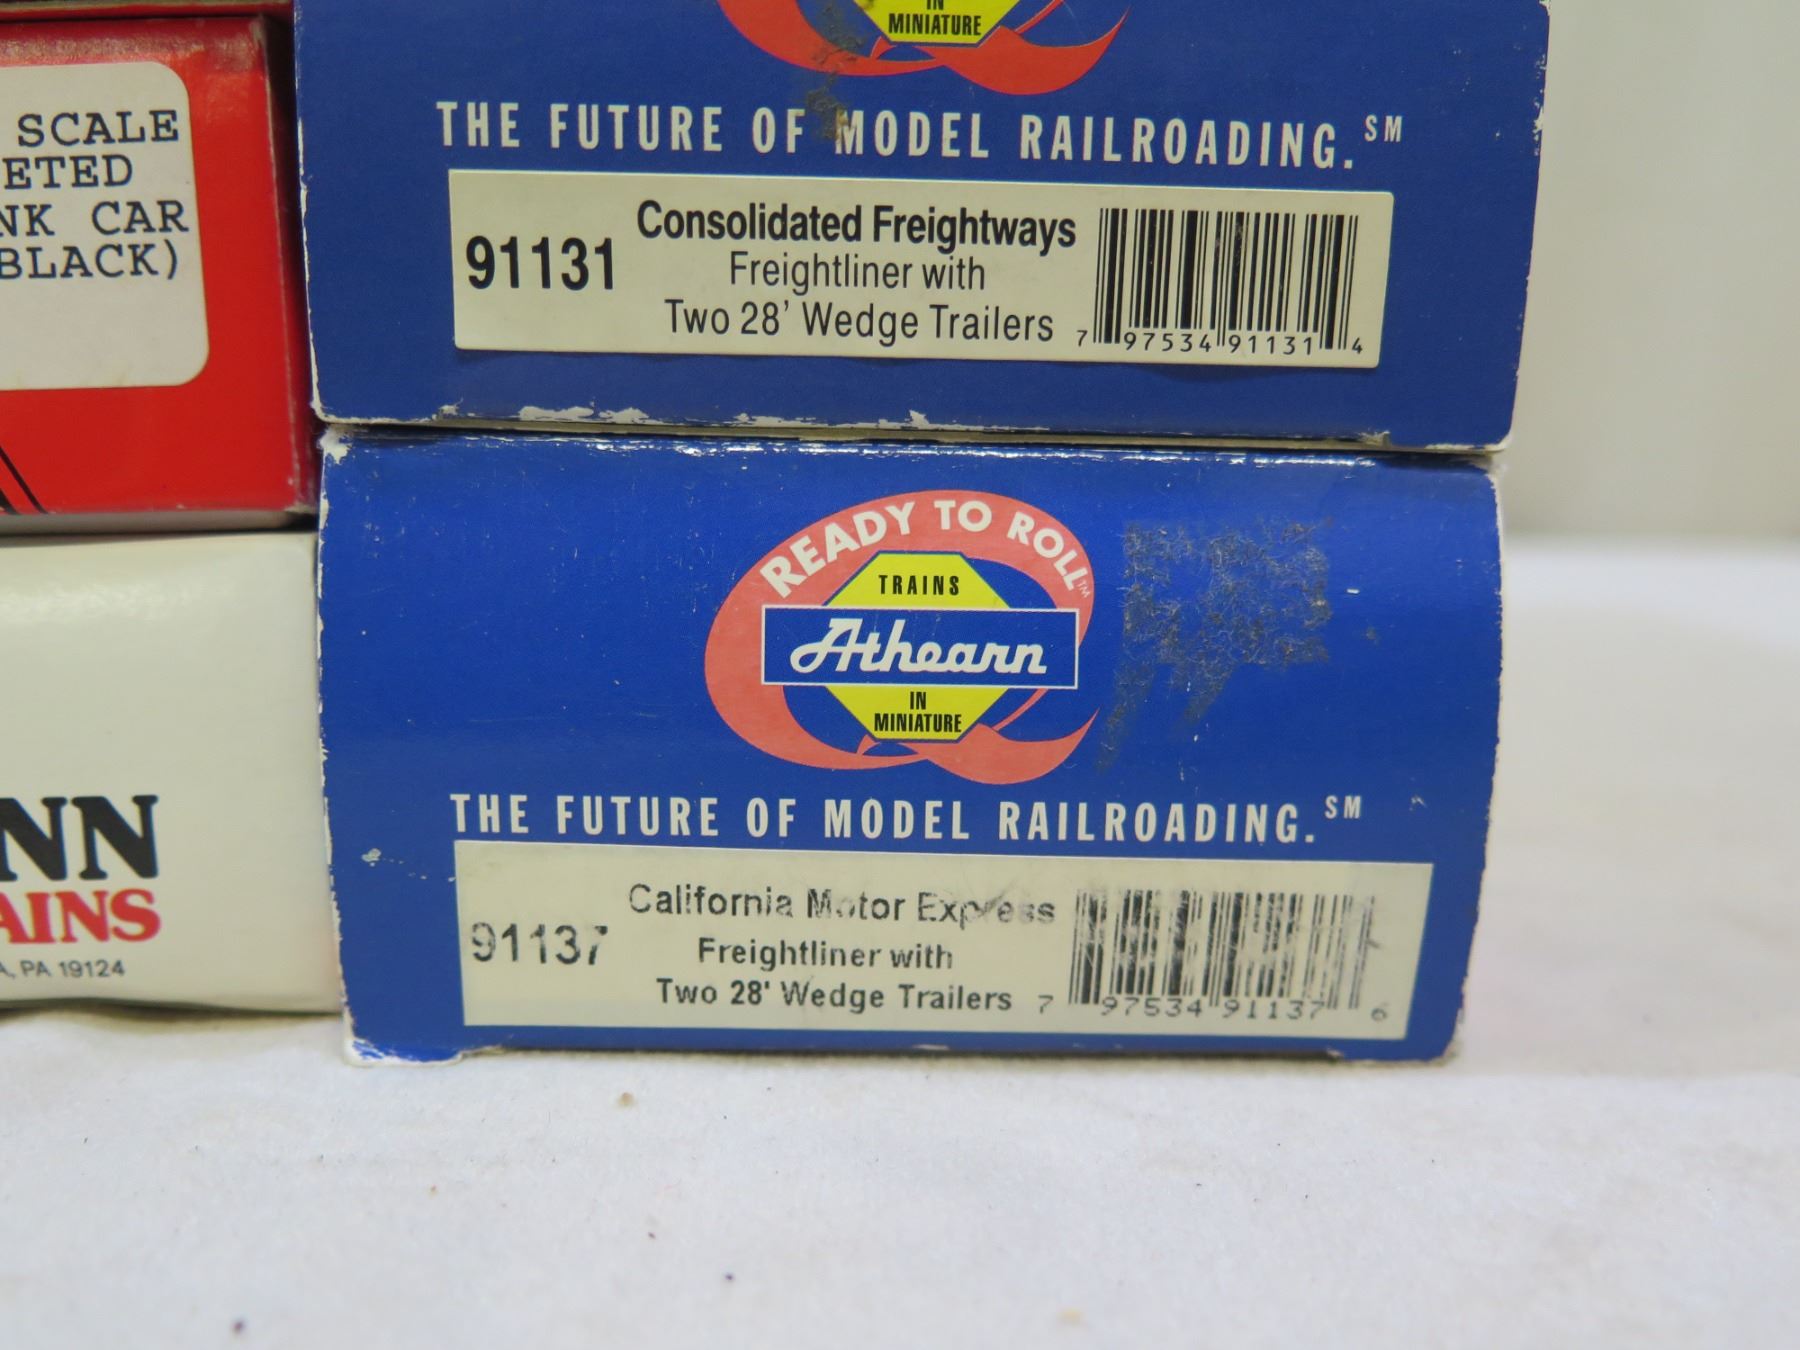 SCALE
ETED
NK CAR
BLACK)
NN
AINS
A, PA 19124
IN
MINIATURE
THE FUTURE OF MODEL RAILROADING.SM
91131
Consolidated Freightways
Freightliner with
Two 28' Wedge Trailers
7 97534 91131 4
READY TO ROLL™
TRAINS
Athearn
IN
MINIATURE
THE FUTURE OF MODEL RAILROADING.SM
91137
California Motor Express
Freightliner with
Two 28' Wedge Trailers
7 97534 91137 6